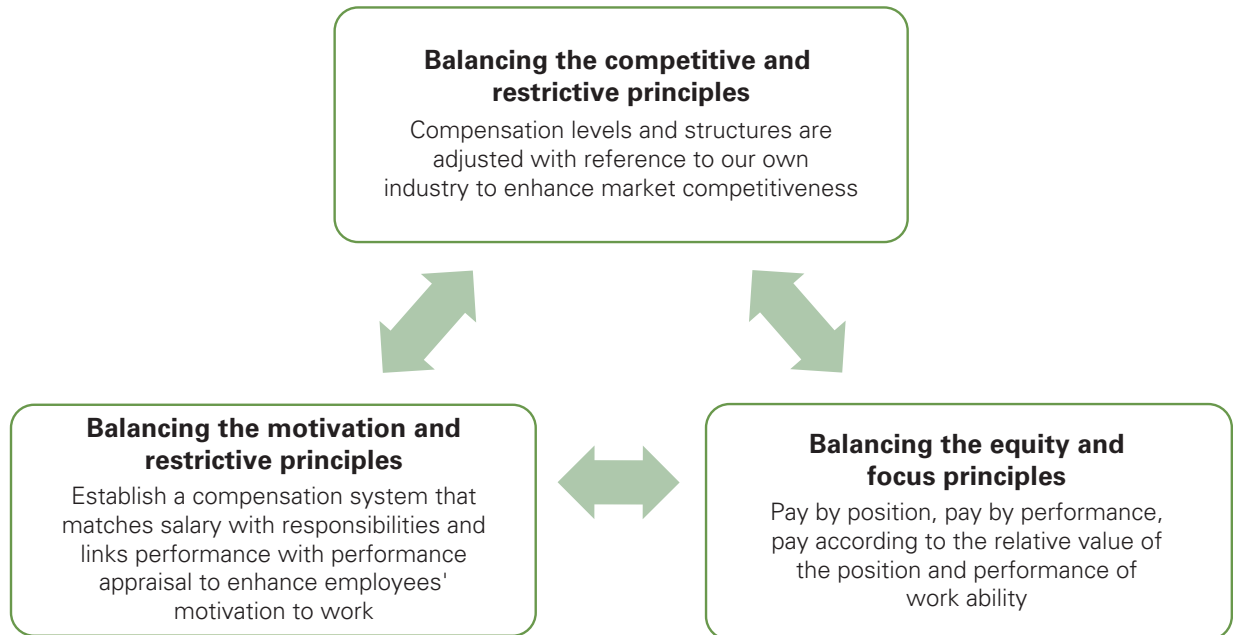 Balancing the competitive and
restrictive principles
Compensation levels and structures are
adjusted with reference to our own
industry to enhance market competitiveness
Balancing the motivation and
restrictive principles
Establish a compensation system that
matches salary with responsibilities and
links performance with performance
appraisal to enhance employees'
motivation to work
Balancing the equity and
focus principles
Pay by position, pay by performance,
pay according to the relative value of
the position and performance of
work ability